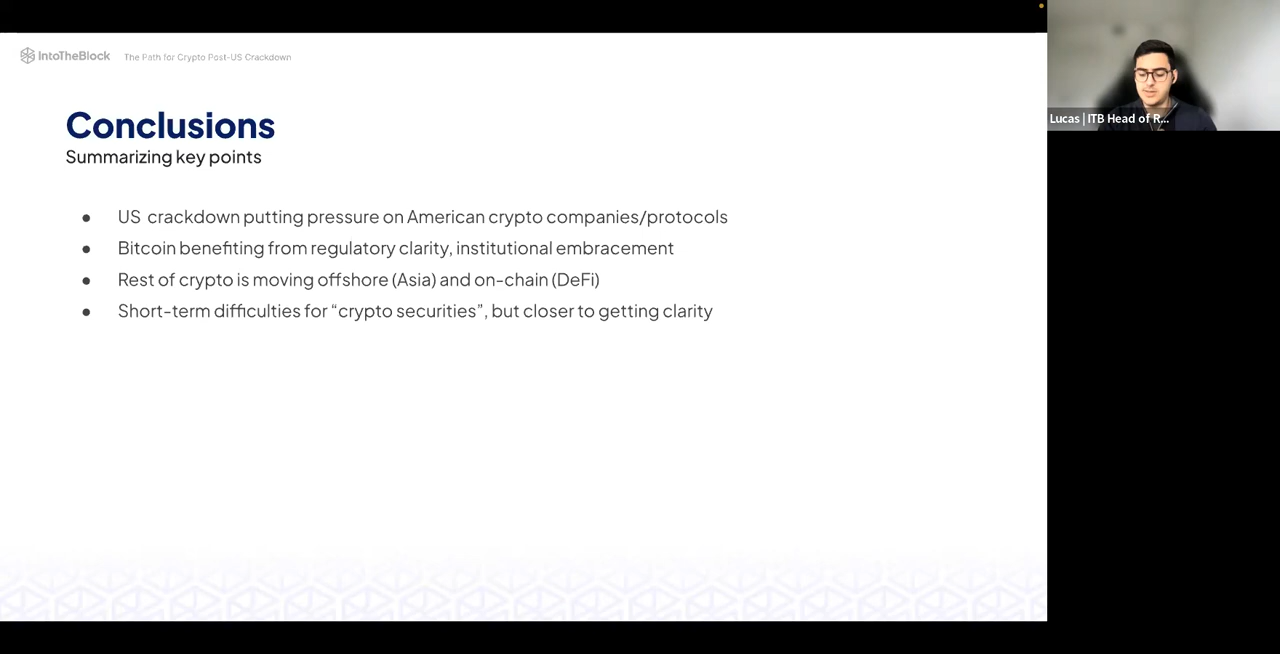 IntoTheBlock The Path for Crypto Post-US Crackdown
Conclusions
Summarizing key points
● US crackdown putting pressure on American crypto companies/protocols
● Bitcoin benefiting from regulatory clarity, institutional embracement
● Rest of crypto is moving offshore (Asia) and on-chain (DeFi)
● Short-term difficulties for “crypto securities”, but closer to getting clarity
Lucas | ITB Head of R...